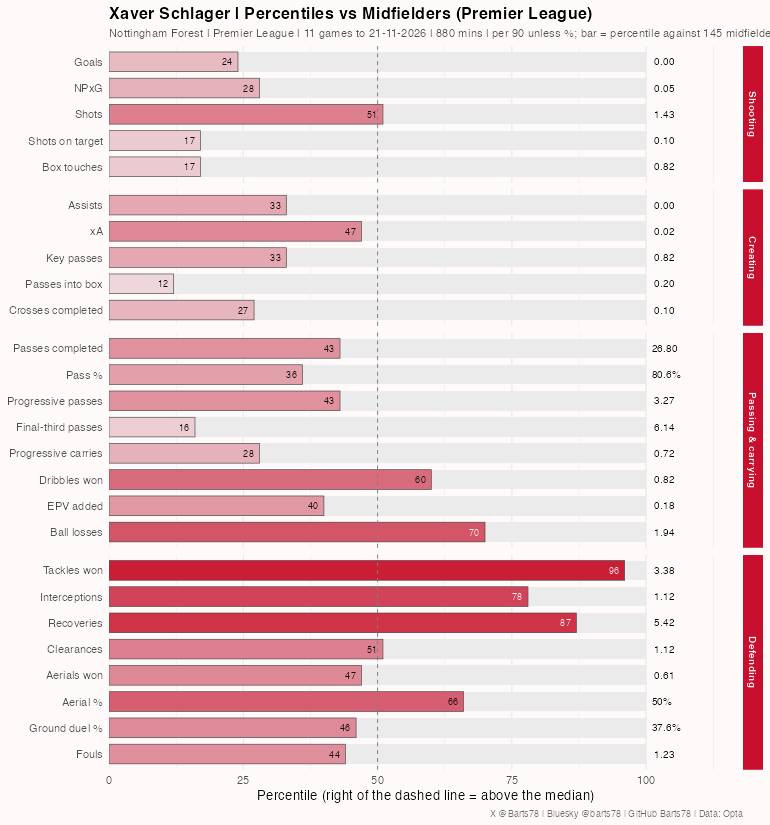 Xaver Schlager | Percentiles vs Midfielders (Premier League)
Nottingham Forest | Premier League | 11 games to 21-11-2026 | 880 mins | per 90 unless %; bar = percentile against 145 midfielde
Goals 24 0.00
NPxG 28 0.05
Shots 51 1.43
Shots on target 17 0.10
Box touches 17 0.82
Shooting
Assists 33 0.00
xA 47 0.02
Key passes 33 0.82
Passes into box 12 0.20
Crosses completed 27 0.10
Creating
Passes completed 43 26.80
Pass % 36 80.6%
Progressive passes 43 3.27
Final-third passes 16 6.14
Progressive carries 28 0.72
Dribbles won 60 0.82
EPV added 40 0.18
Ball losses 70 1.94
Passing & carrying
Tackles won 96 3.38
Interceptions 78 1.12
Recoveries 87 5.42
Clearances 51 1.12
Aerials won 47 0.61
Aerial % 66 50%
Ground duel % 46 37.6%
Fouls 44 1.23
Defending
0 25 50 75 100
Percentile (right of the dashed line = above the median)
X @Barts78 | Bluesky @barts78 | GitHub Barts78 | Data: Opta